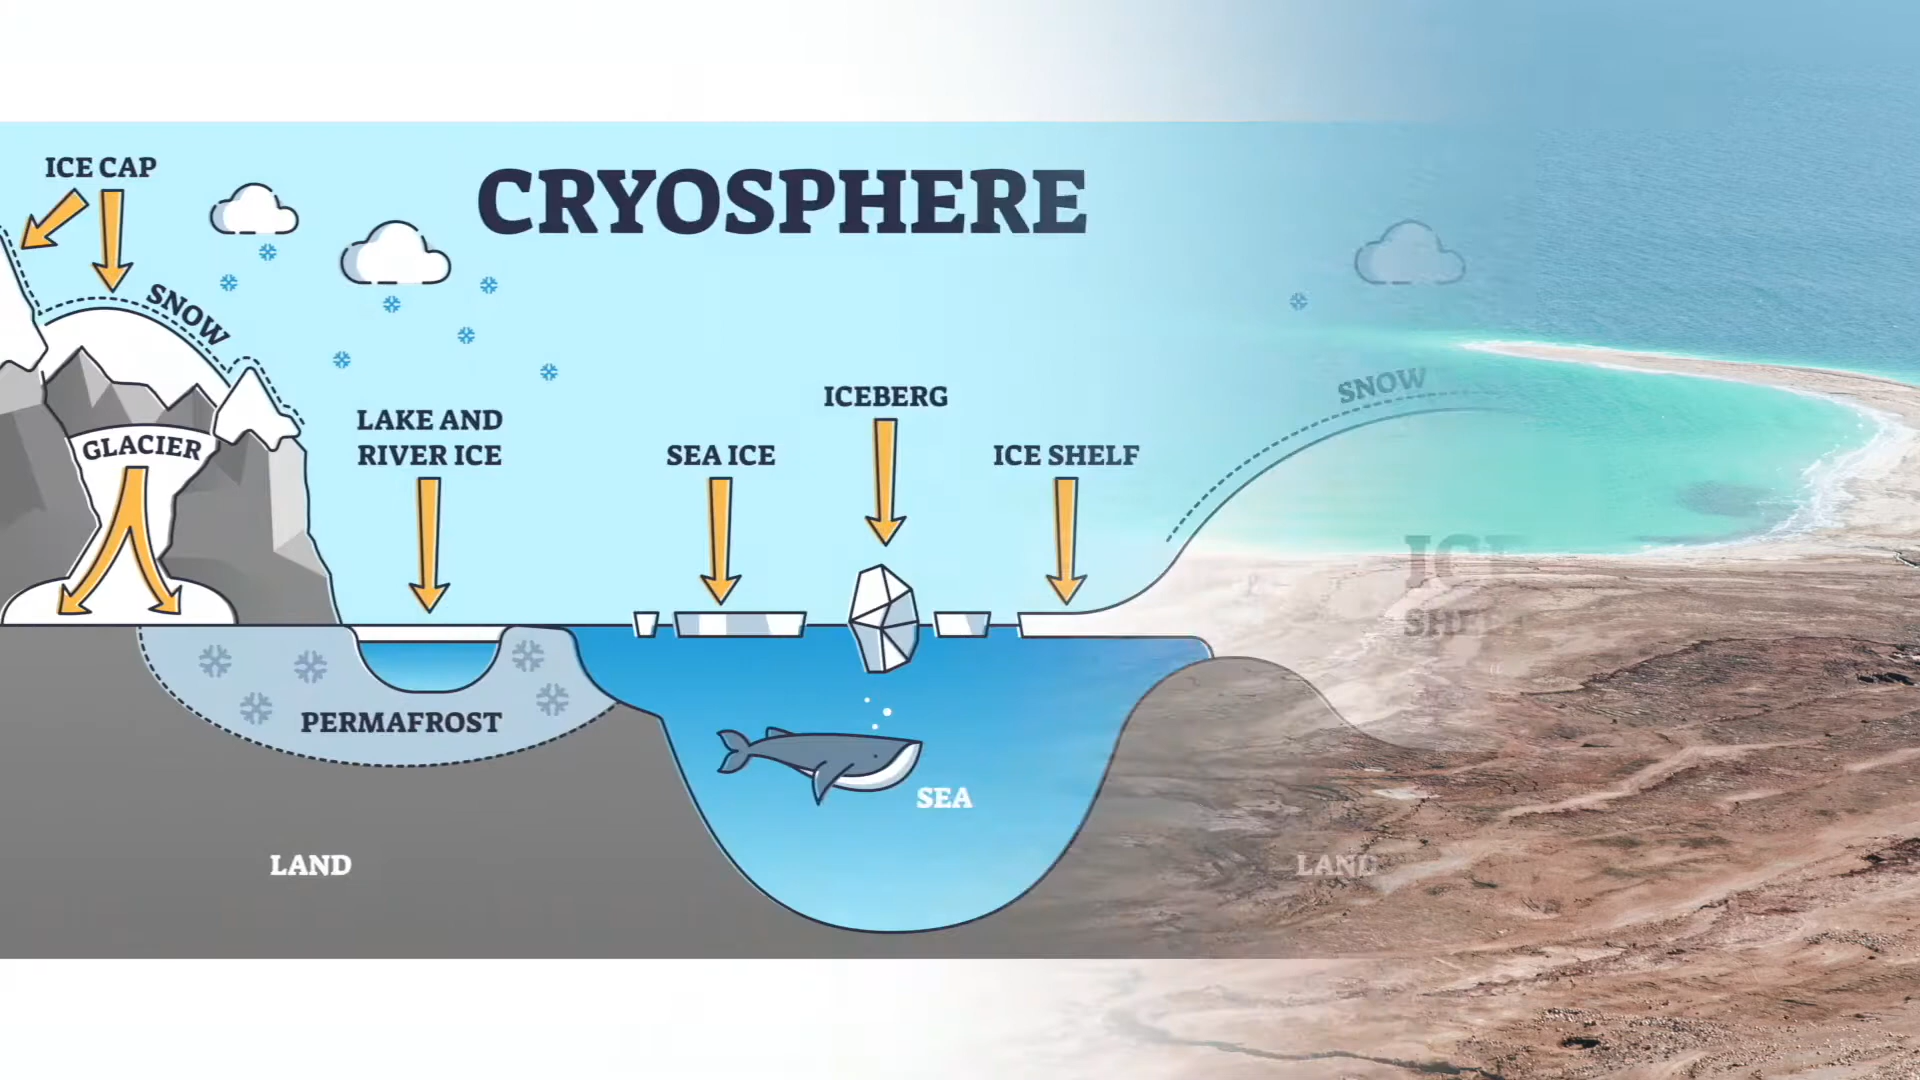 CRYOSPHERE
ICE CAP
SNOW
GLACIER
LAKE AND
RIVER ICE
SEA ICE
ICEBERG
ICE SHELF
SNOW
PERMAFROST
SEA
LAND
LAND